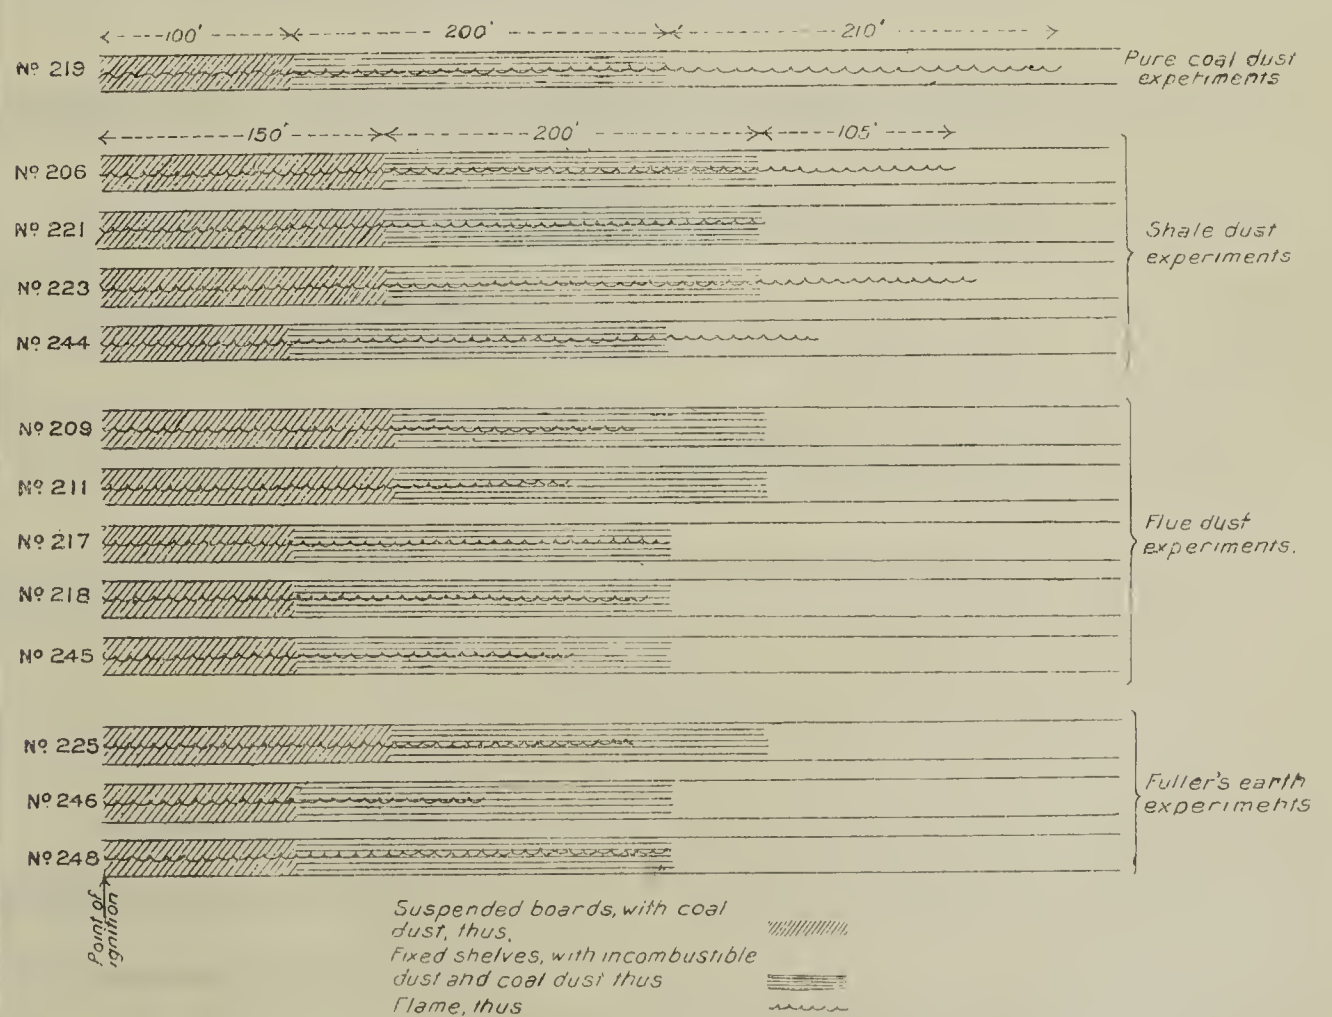 100' 200' 210'
Nº 219
Pure coal dust
experiments
150' 200' 105'
Nº 206
Nº 221
Nº 223
Nº 244
Shale dust
experiments
Nº 209
Nº 211
Nº 217
Nº 218
Nº 245
Flue dust
experiments.
Nº 225
Nº 246
Nº 248
Fuller's earth
experiments
Point of
ignition
Suspended boards, with coal
dust, thus,
Fixed shelves, with incombustible
dust and coal dust thus
Flame, thus